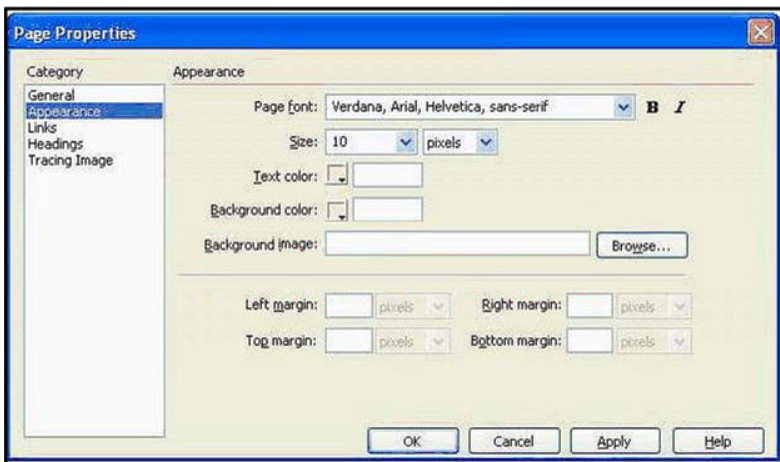 Page Properties
Category
General
Appearance
Links
Headings
Tracing Image
Appearance
Page font: Verdana, Arial, Helvetica, sans-serif B I
Size: 10 pixels
Text color:
Background color:
Background image: Browse...
Left margin: pixels Right margin: pixels
Top margin: pixels Bottom margin: pixels
OK Cancel Apply Help